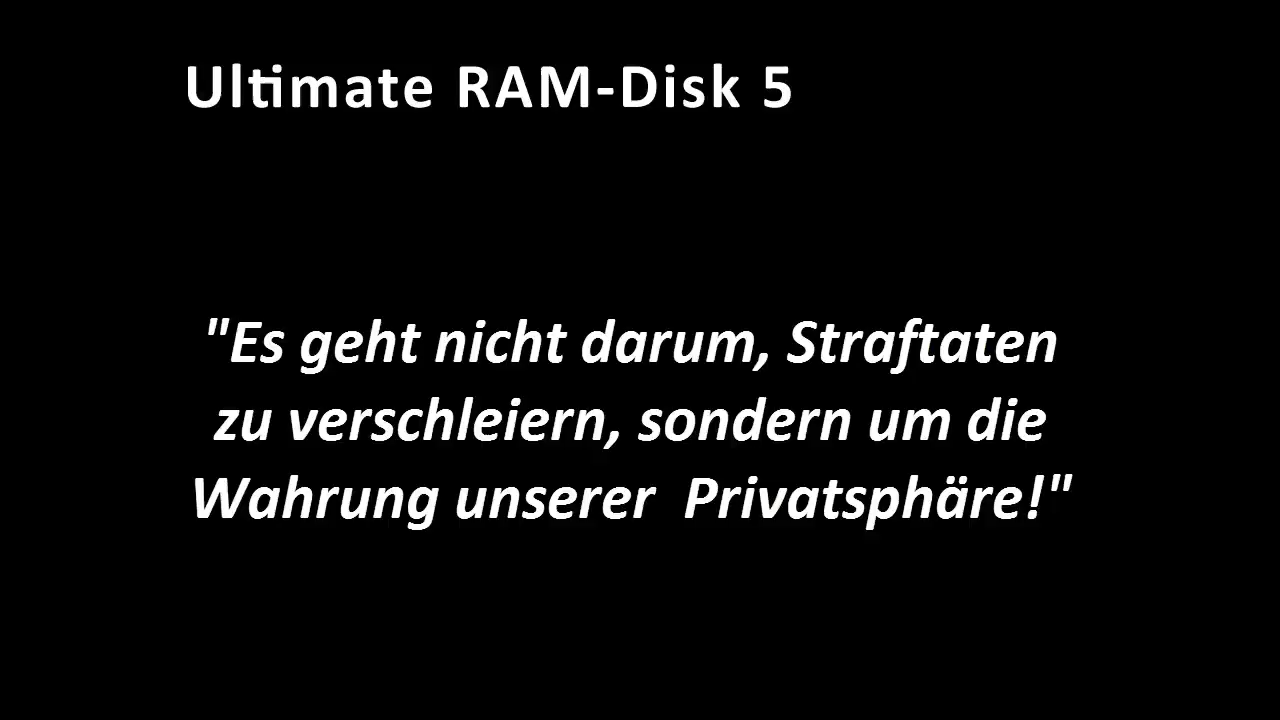 Ultimate RAM-Disk 5
"Es geht nicht darum, Straftaten
zu verschleiern, sondern um die
Wahrung unserer  Privatsphäre!"